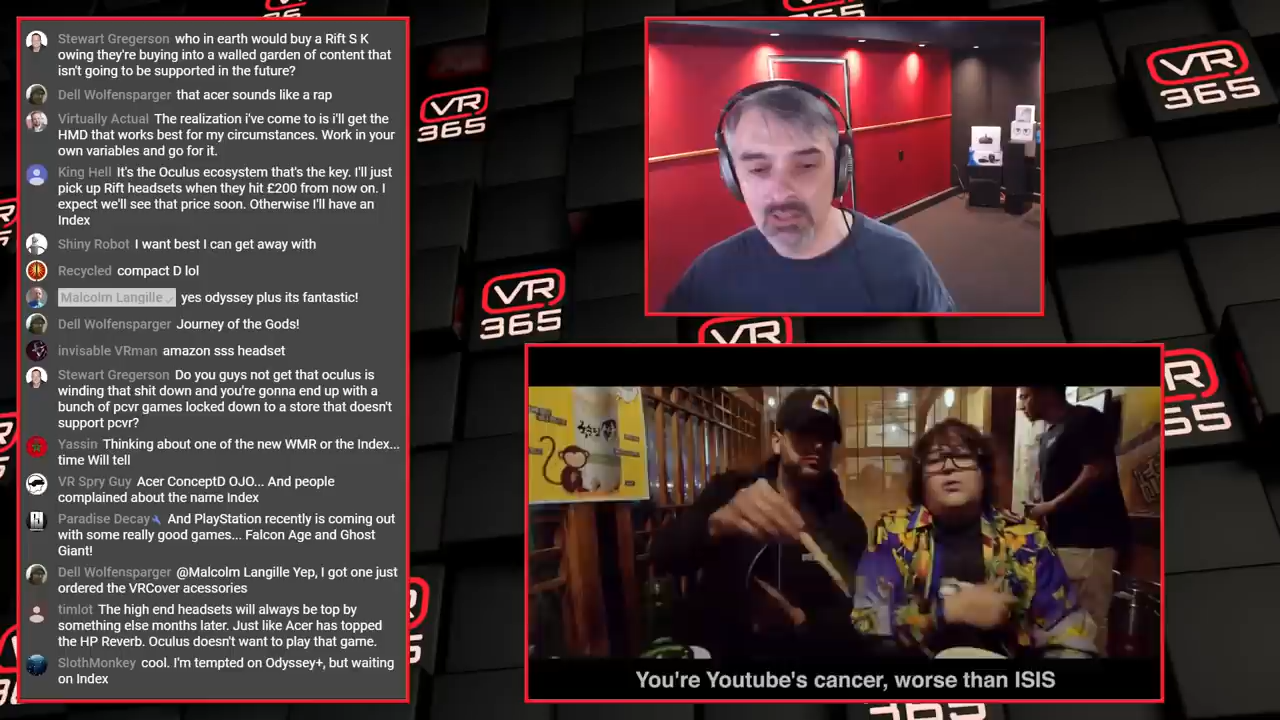 Stewart Gregerson who in earth would buy a Rift S K
owing they're buying into a walled garden of content that
isn't going to be supported in the future?
Dell Wolfensparger that acer sounds like a rap
Virtually Actual The realization i've come to is i'll get the
HMD that works best for my circumstances. Work in your
own variables and go for it.
King Hell It's the Oculus ecosystem that's the key. I'll just
pick up Rift headsets when they hit £200 from now on. I
expect we'll see that price soon. Otherwise I'll have an
Index
Shiny Robot I want best I can get away with
Recycled compact D lol
Malcolm Langille yes odyssey plus its fantastic!
Dell Wolfensparger Journey of the Gods!
invisable VRman amazon sss headset
Stewart Gregerson Do you guys not get that oculus is
winding that shit down and you're gonna end up with a
bunch of pcvr games locked down to a store that doesn't
support pcvr?
Yassin Thinking about one of the new WMR or the Index...
time Will tell
VR Spry Guy Acer ConceptD OJO... And people
complained about the name Index
Paradise Decay And PlayStation recently is coming out
with some really good games... Falcon Age and Ghost
Giant!
Dell Wolfensparger @Malcolm Langille Yep, I got one just
ordered the VRCover acessories
timlot The high end headsets will always be top by
something else months later. Just like Acer has topped
the HP Reverb. Oculus doesn't want to play that game.
SlothMonkey cool. I'm tempted on Odyssey+, but waiting
on Index
VR
365
VR
365
VR
365
VR
365
You're Youtube's cancer, worse than ISIS